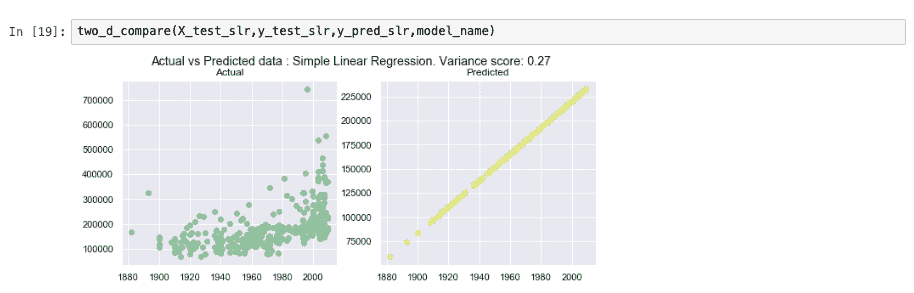 In [19]: two_d_compare(X_test_slr,y_test_slr,y_pred_slr,model_name)
Actual vs Predicted data : Simple Linear Regression. Variance score: 0.27
Actual
Predicted
700000
600000
500000
400000
300000
200000
100000
1880 1900 1920 1940 1960 1980 2000
225000
200000
175000
150000
125000
100000
75000
1880 1900 1920 1940 1960 1980 2000